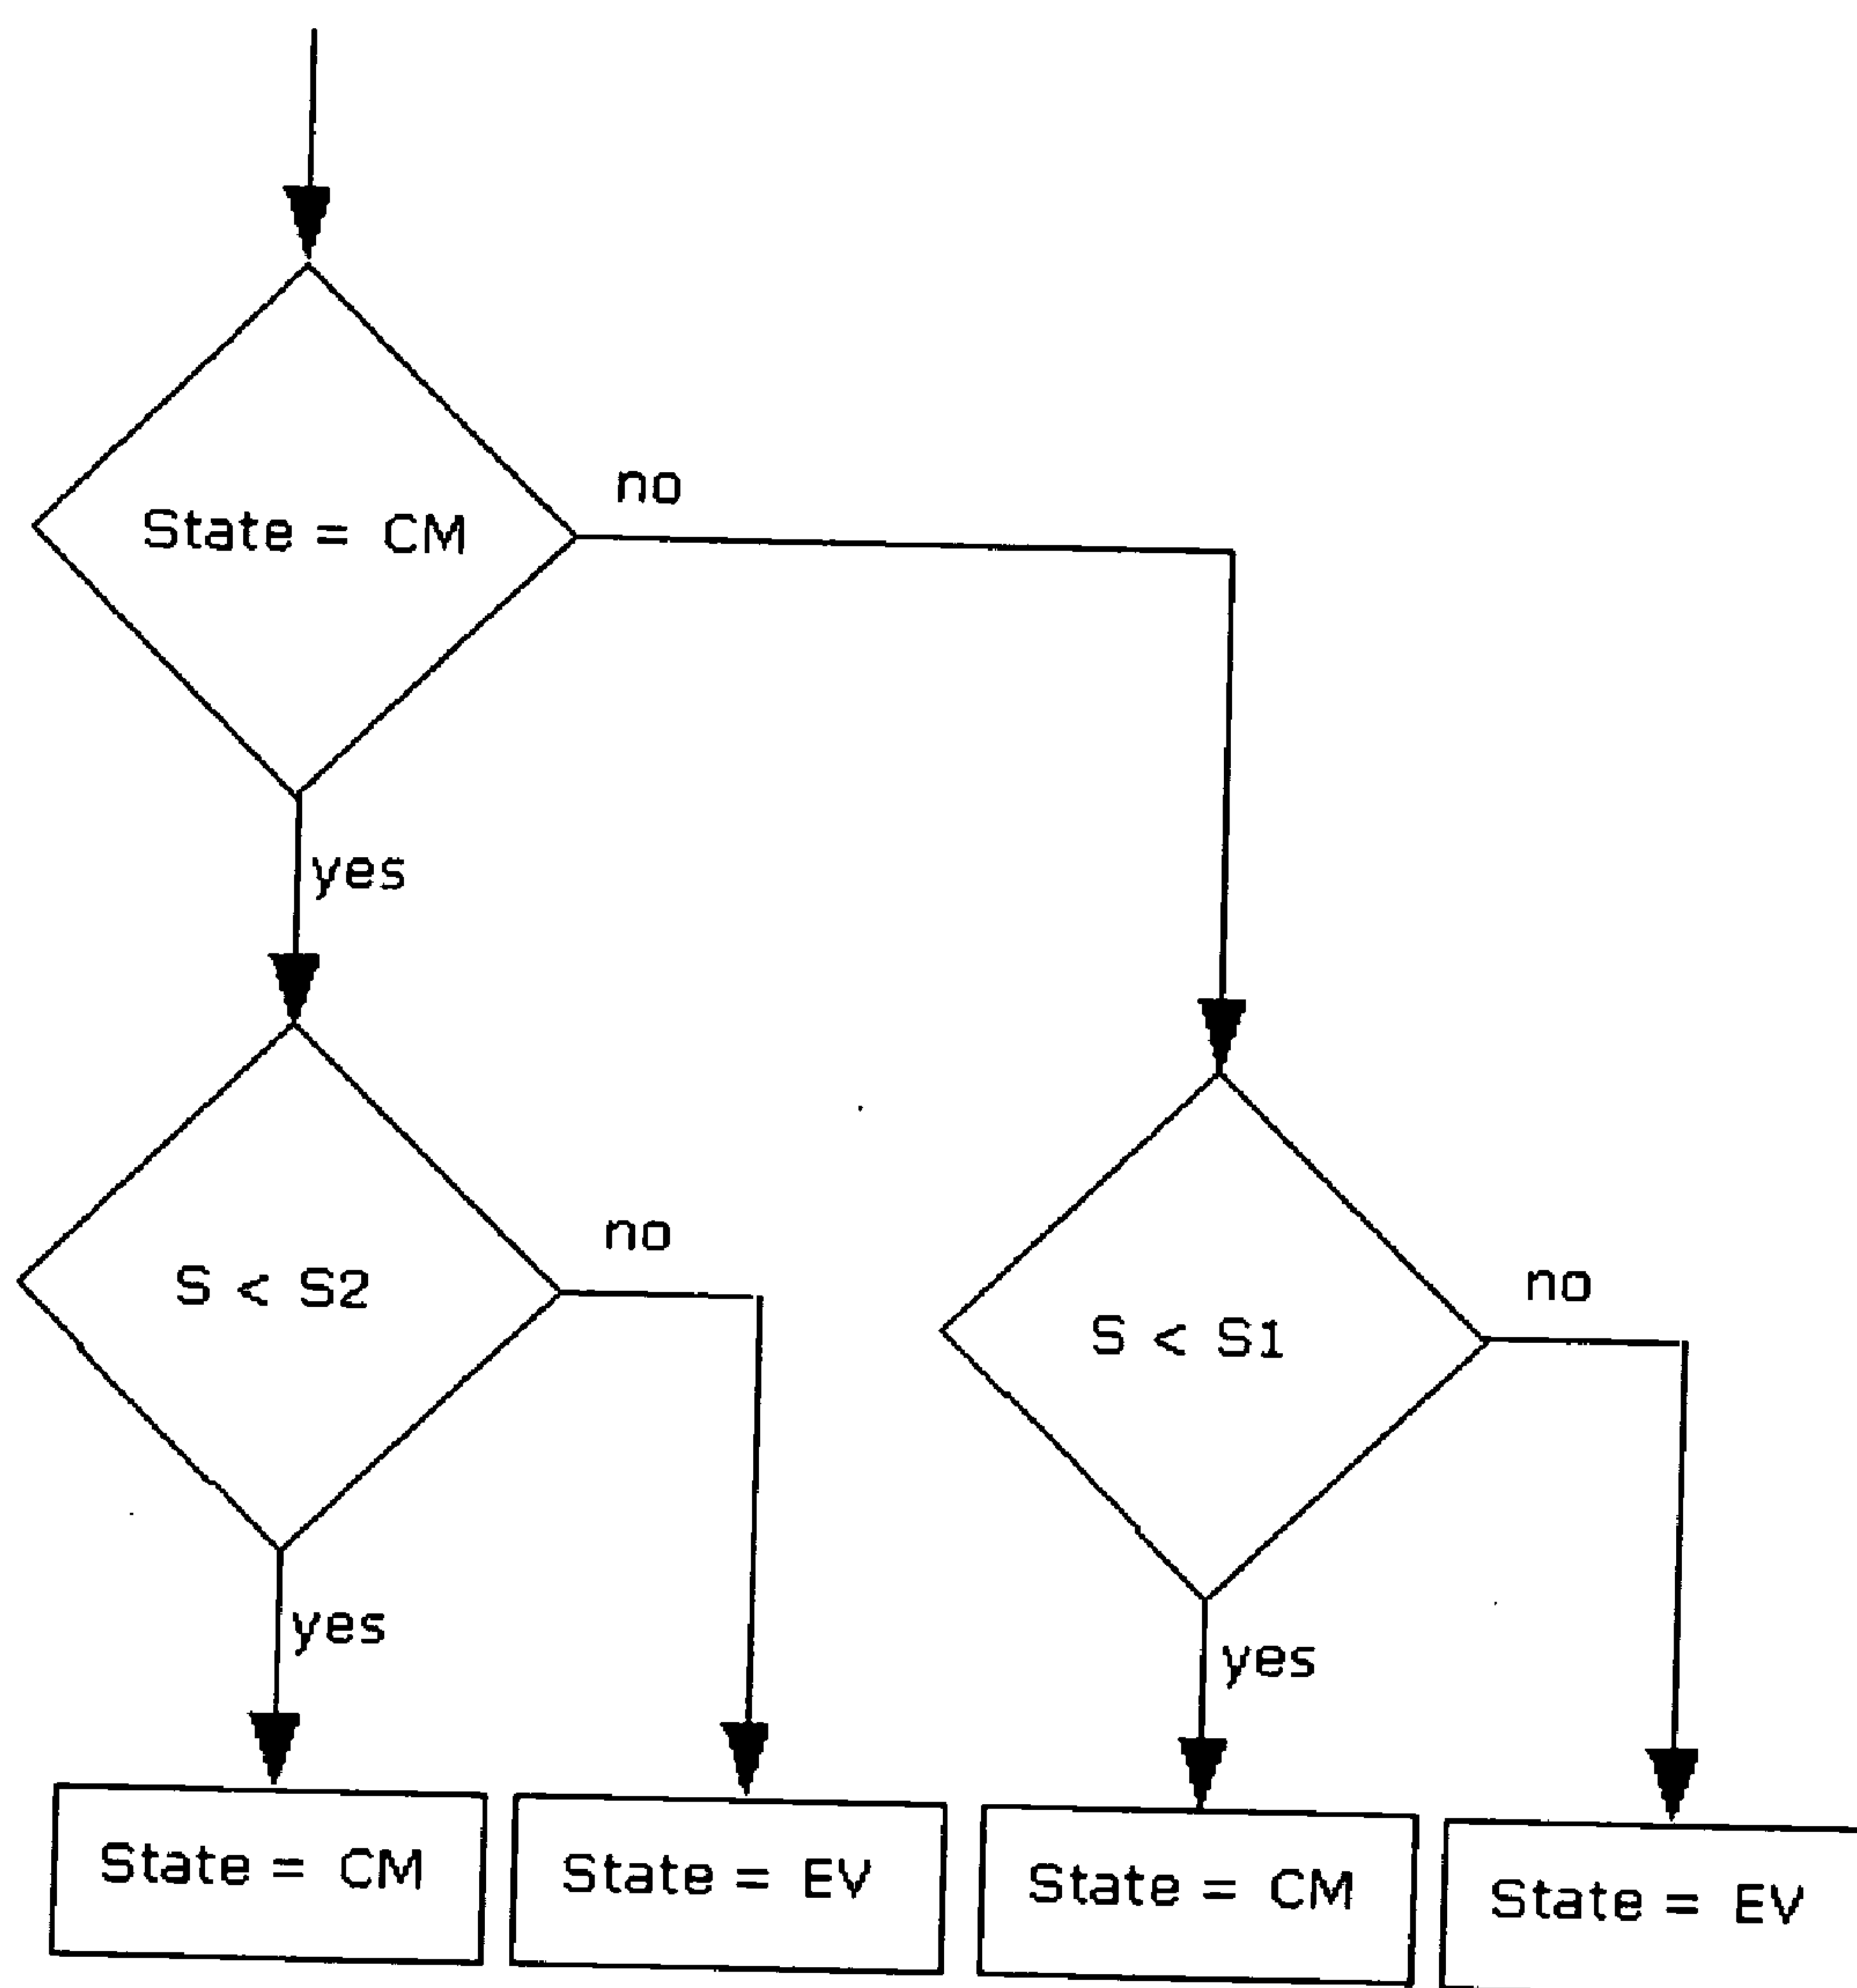 State = CM
no
yes
S < S2
no
S < S1
no
yes
yes
State = CM
State = EV
State = CM
State = EV